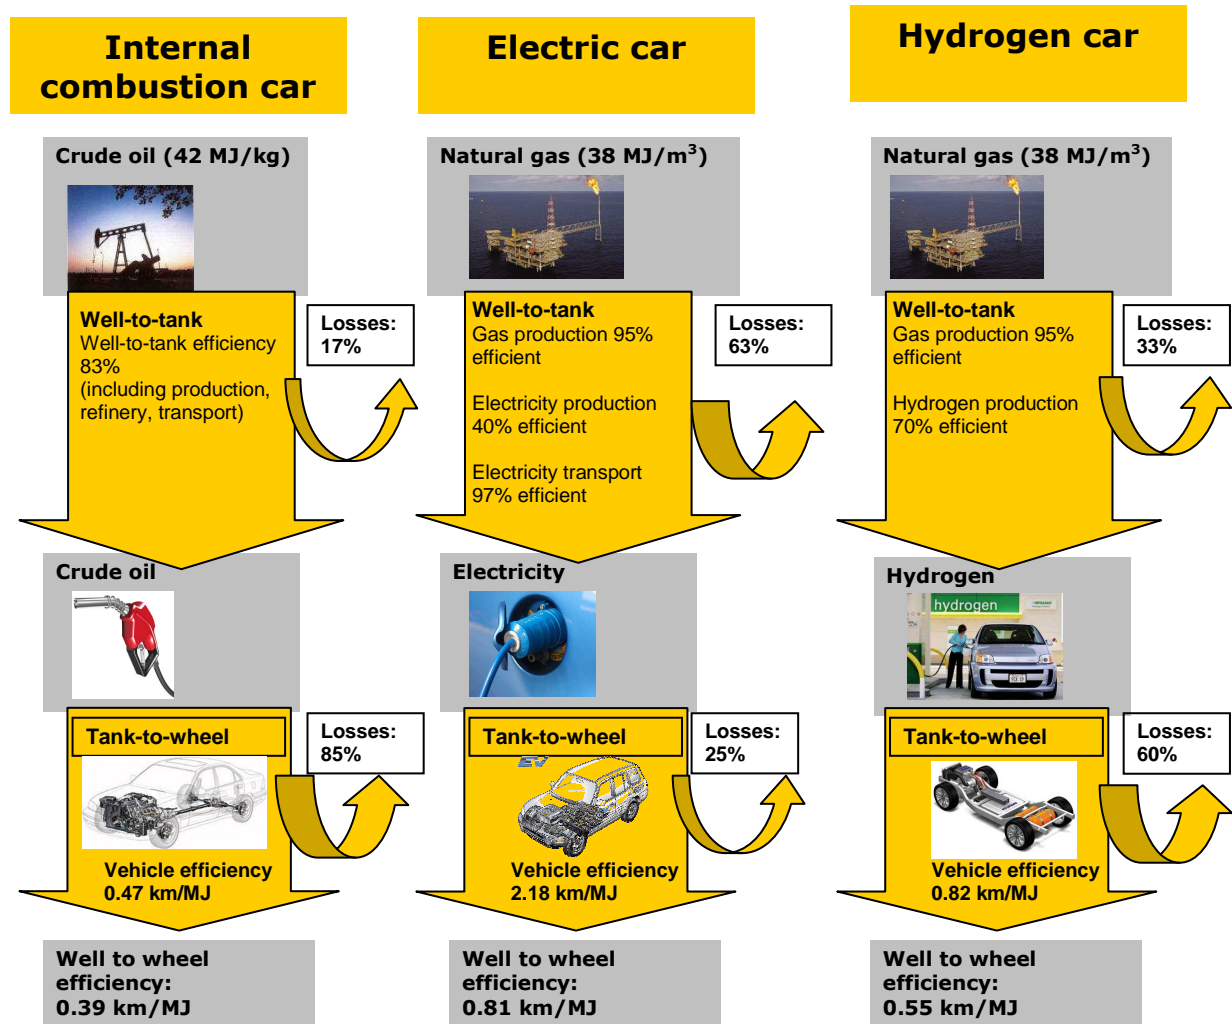 Internal
combustion car
Crude oil (42 MJ/kg)
Well-to-tank
Well-to-tank efficiency
83%
(including production,
refinery, transport)
Losses:
17%
Crude oil
Tank-to-wheel
Losses:
85%
Vehicle efficiency
0.47 km/MJ
Well to wheel
efficiency:
0.39 km/MJ
Electric car
Natural gas (38 MJ/m³)
Well-to-tank
Gas production 95%
efficient
Electricity production
40% efficient
Electricity transport
97% efficient
Losses:
63%
Electricity
Tank-to-wheel
EV
Losses:
25%
Vehicle efficiency
2.18 km/MJ
Well to wheel
efficiency:
0.81 km/MJ
Hydrogen car
Natural gas (38 MJ/m³)
Well-to-tank
Gas production 95%
efficient
Hydrogen production
70% efficient
Losses:
33%
Hydrogen
hydrogen
Tank-to-wheel
Losses:
60%
Vehicle efficiency
0.82 km/MJ
Well to wheel
efficiency:
0.55 km/MJ